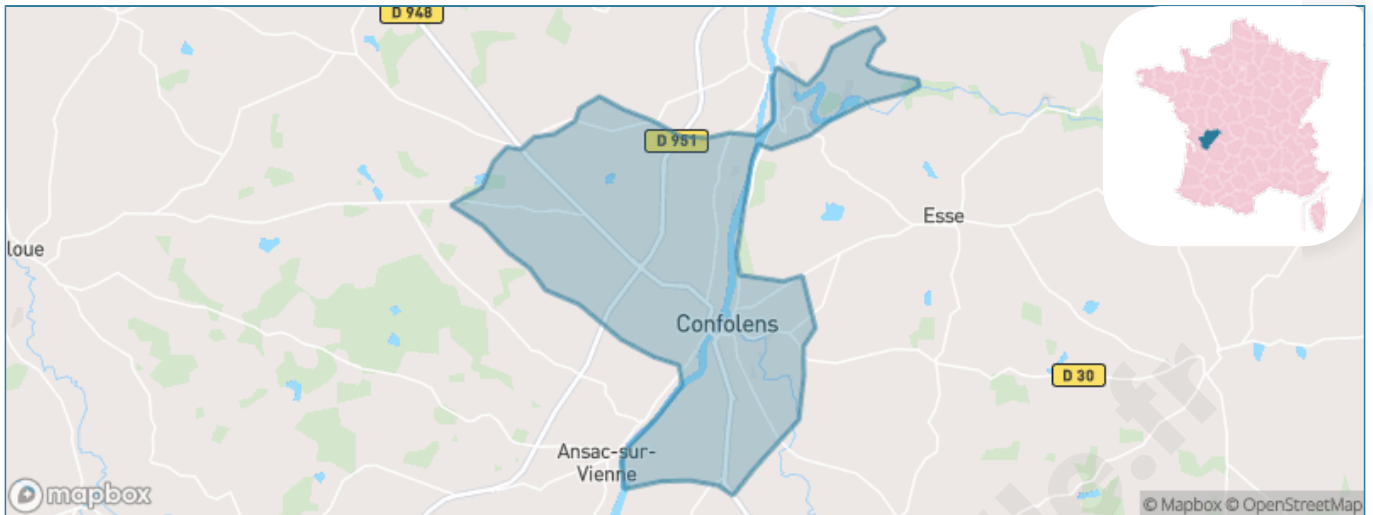 D 948
D 951
Esse
loue
Confolens
D 30
Ansac-sur-
Vienne
mapbox
© Mapbox © OpenStreetMap